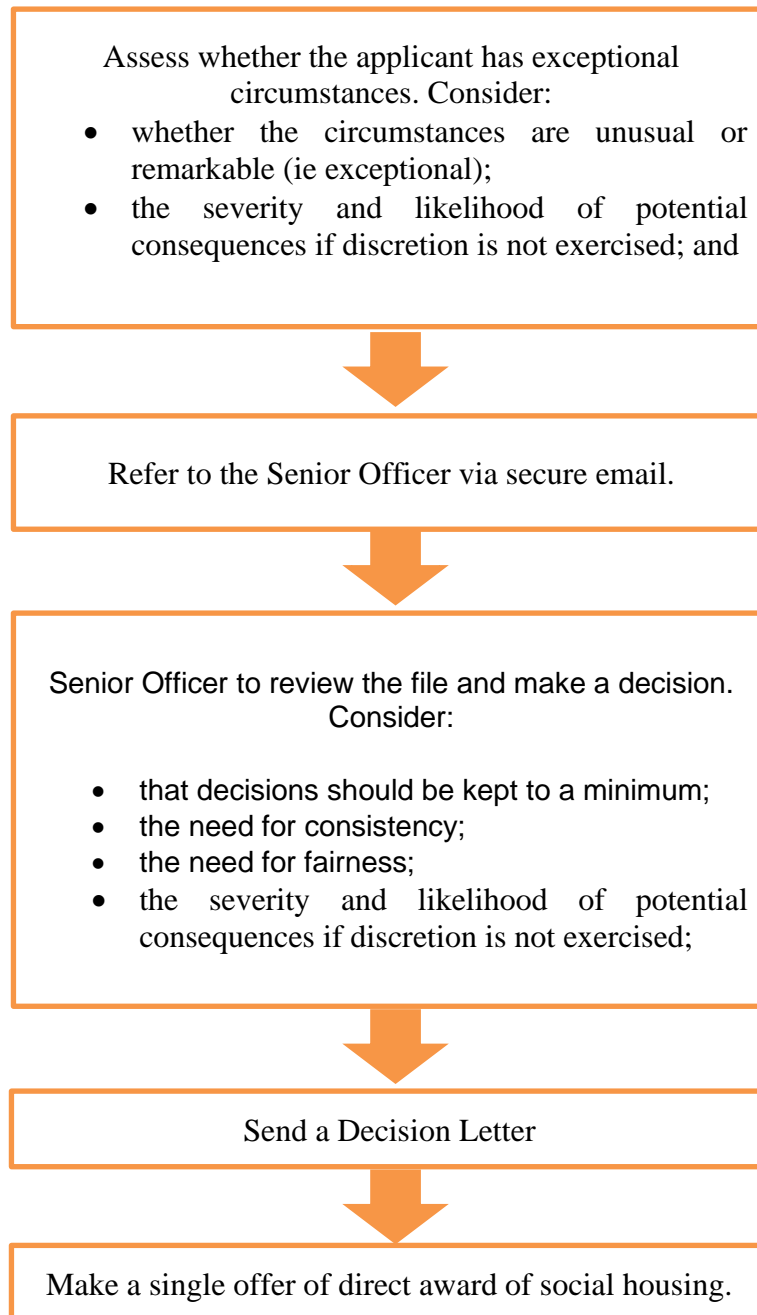 Assess whether the applicant has exceptional
circumstances. Consider:
• whether the circumstances are unusual or
remarkable (ie exceptional);
• the severity and likelihood of potential
consequences if discretion is not exercised; and
Refer to the Senior Officer via secure email.
Senior Officer to review the file and make a decision.
Consider:
• that decisions should be kept to a minimum;
• the need for consistency;
• the need for fairness;
• the severity and likelihood of potential
consequences if discretion is not exercised;
Send a Decision Letter
Make a single offer of direct award of social housing.